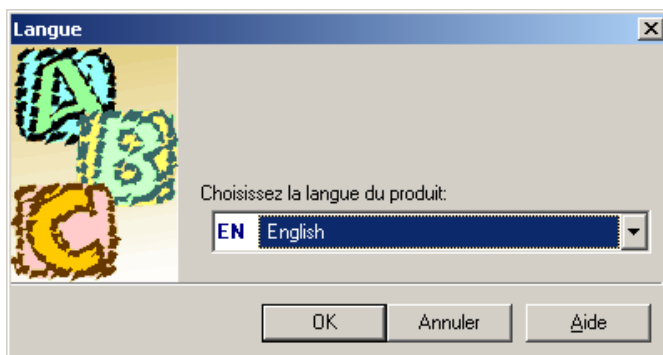 Langue
A
B
C
Choisissez la langue du produit:
EN English
OK Annuler Aide